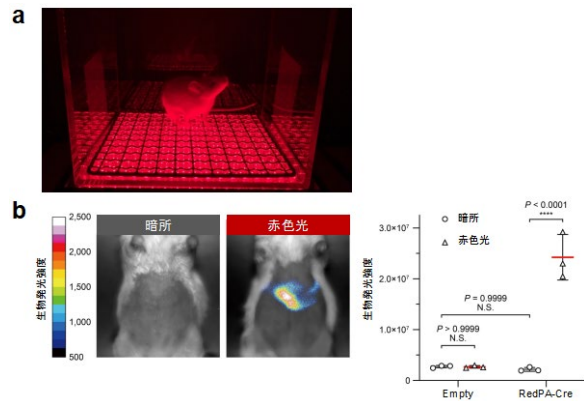 a
b
生物発光強度
2,500
2,000
1,500
1,000
500
暗所
赤色光
生物発光強度
3.0×10⁷
2.0×10⁷
1.0×10⁷
0
暗所
赤色光
P < 0.0001
****
P = 0.9999
N.S.
P > 0.9999
N.S.
Empty
RedPA-Cre